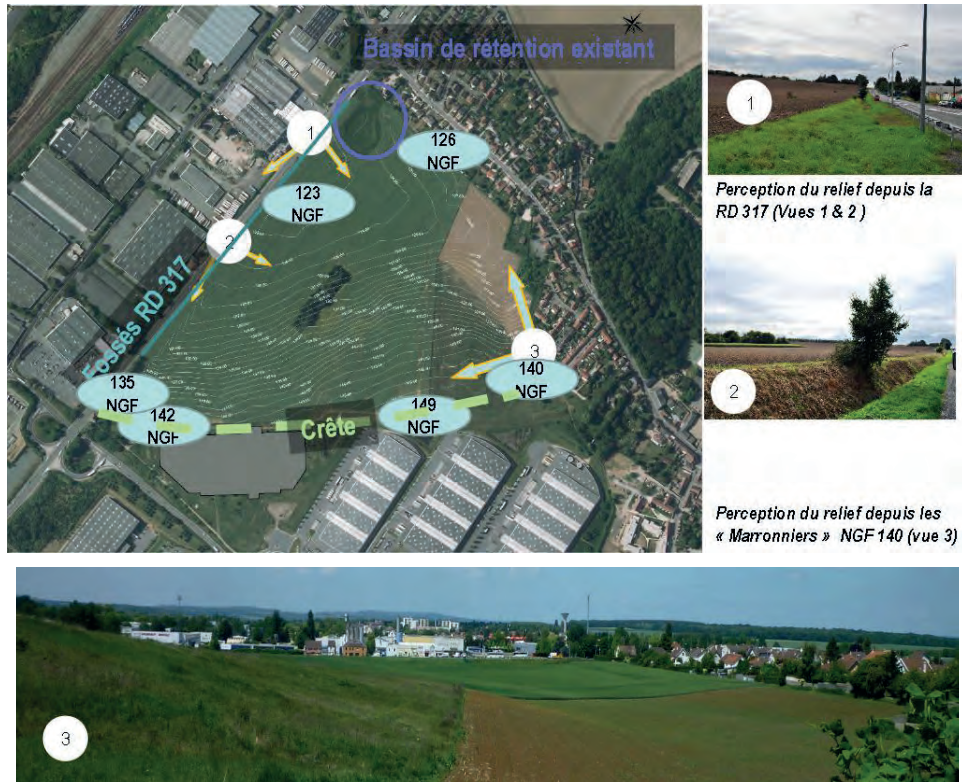 Bassin de rétention existant
1
126
NGF
123
NGF
2
Fossés RD 317
3
140
NGF
135
NGF
142
NGF
149
NGF
Crête
1
Perception du relief depuis la
RD 317 (Vues 1 & 2 )
2
Perception du relief depuis les
« Marronniers » NGF 140 (vue 3)
3